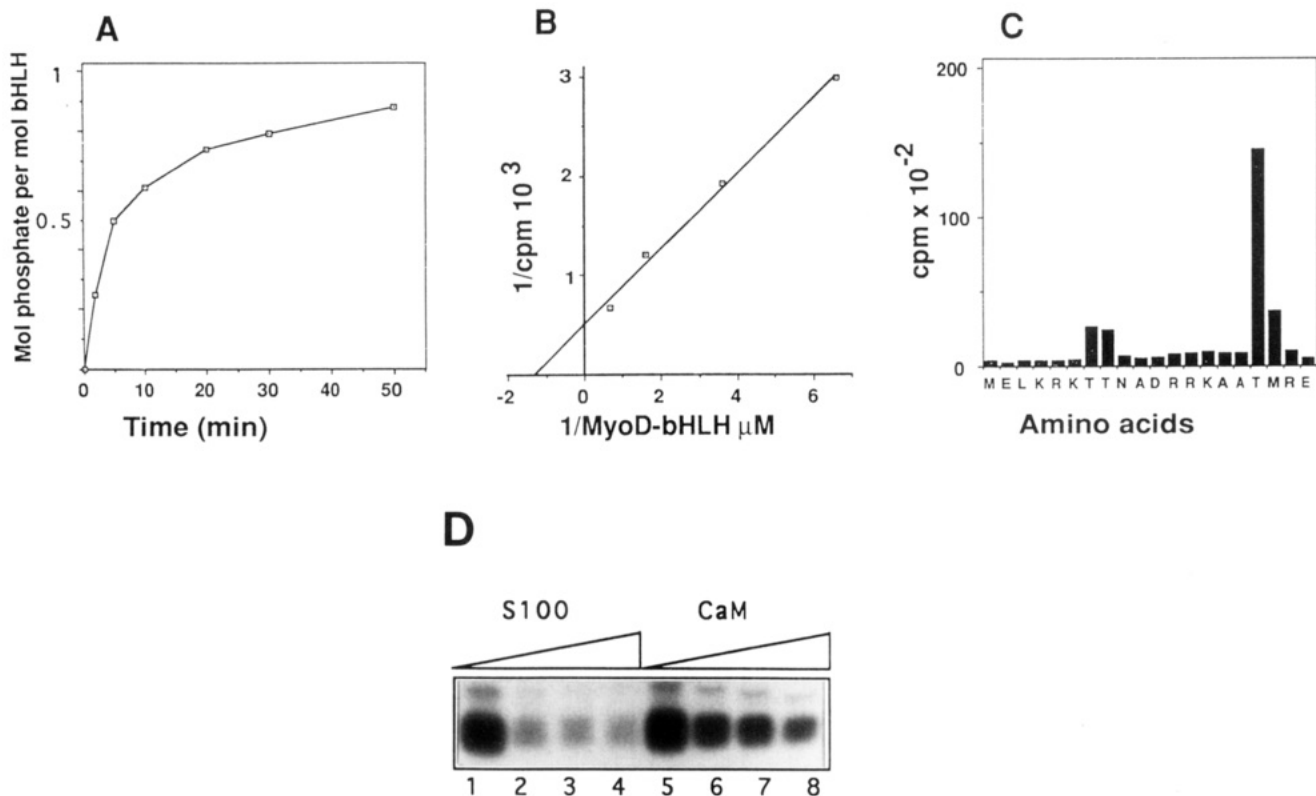 A
Mol phosphate per mol bHLH
1
0.5
0 10 20 30 40 50
Time (min)
B
1/cpm 10 3
3
2
1
-2 0 2 4 6
1/MyoD-bHLH µM
C
cpm x 10-2
200
100
0
M E L K R K T T N A D R R K A A T M R E
Amino acids
D
S100 CaM
1 2 3 4 5 6 7 8